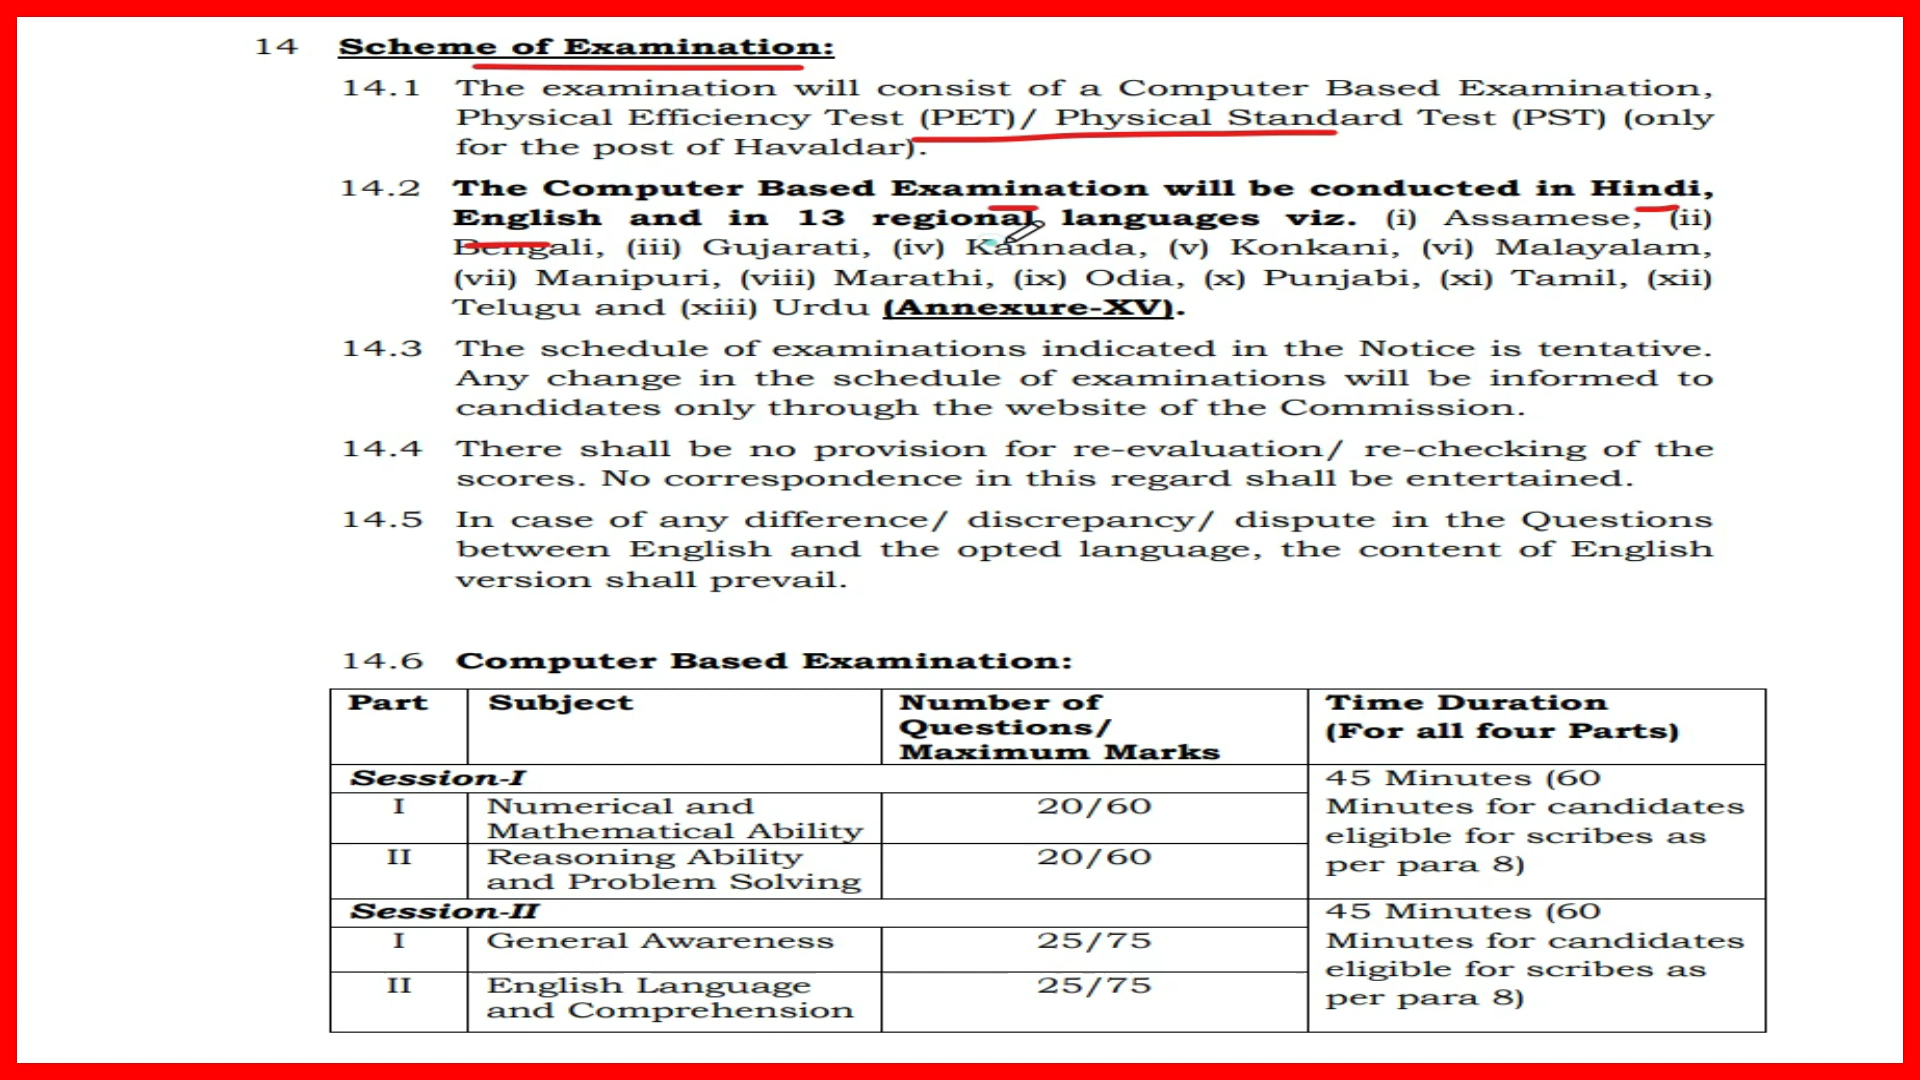 14 Scheme of Examination:
14.1 The examination will consist of a Computer Based Examination,
Physical Efficiency Test (PET)/ Physical Standard Test (PST) (only
for the post of Havaldar).
14.2 The Computer Based Examination will be conducted in Hindi,
English and in 13 regional languages viz. (i) Assamese, (ii)
Bengali, (iii) Gujarati, (iv) Kannada, (v) Konkani, (vi) Malayalam,
(vii) Manipuri, (viii) Marathi, (ix) Odia, (x) Punjabi, (xi) Tamil, (xii)
Telugu and (xiii) Urdu (Annexure-XV).
14.3 The schedule of examinations indicated in the Notice is tentative.
Any change in the schedule of examinations will be informed to
candidates only through the website of the Commission.
14.4 There shall be no provision for re-evaluation/ re-checking of the
scores. No correspondence in this regard shall be entertained.
14.5 In case of any difference/ discrepancy/ dispute in the Questions
between English and the opted language, the content of English
version shall prevail.
14.6 Computer Based Examination:
Part Subject Number of Questions/ Maximum Marks Time Duration (For all four Parts)
Session-I 45 Minutes (60 Minutes for candidates eligible for scribes as per para 8)
I Numerical and Mathematical Ability 20/60
II Reasoning Ability and Problem Solving 20/60
Session-II 45 Minutes (60 Minutes for candidates eligible for scribes as per para 8)
I General Awareness 25/75
II English Language and Comprehension 25/75